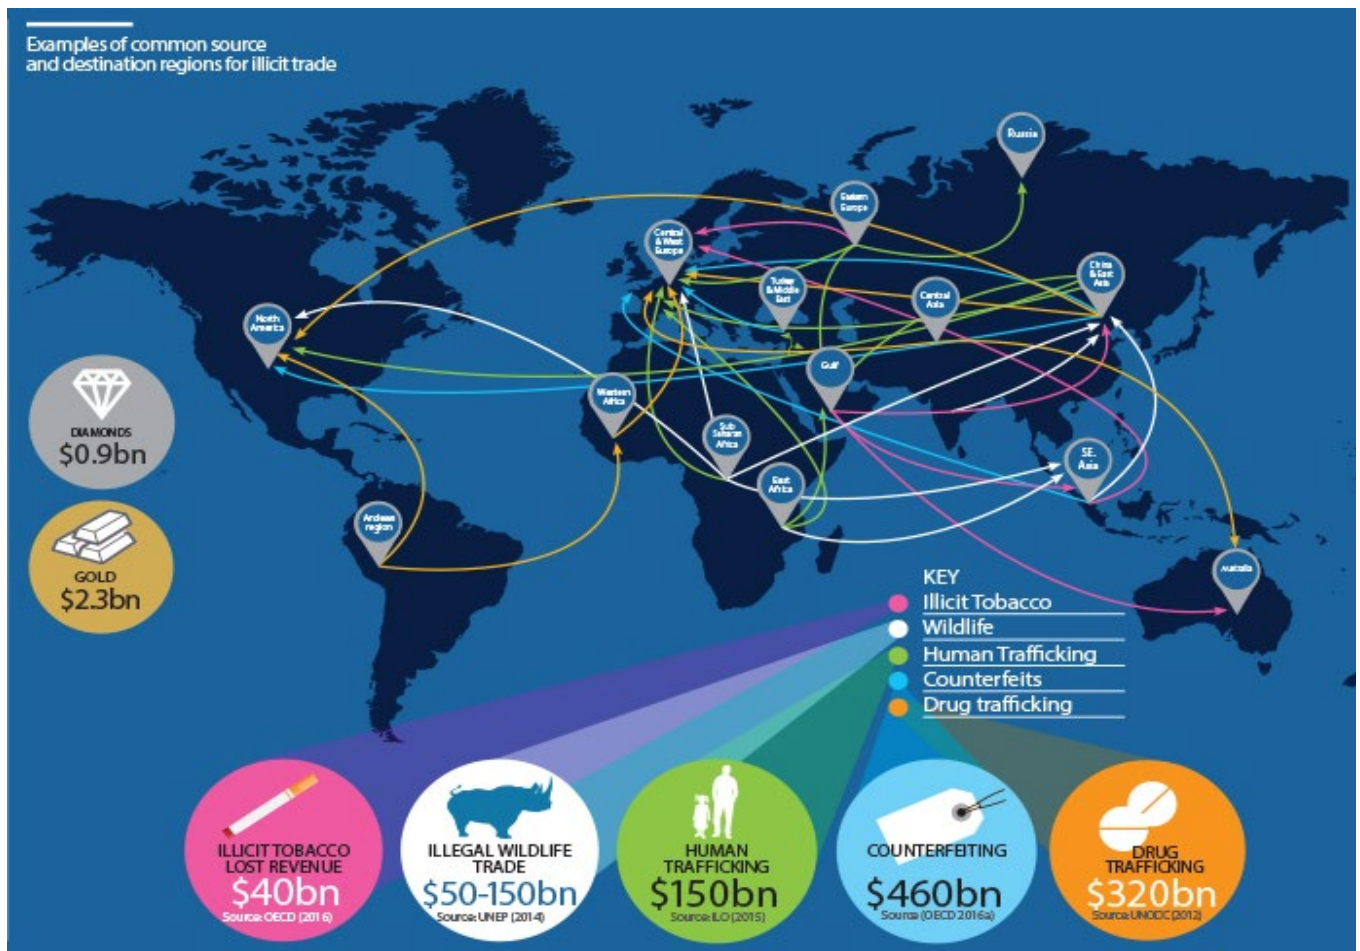 Examples of common source
and destination regions for illicit trade
Russia
Eastern
Europe
Central
& West
Europe
Turkey
& Middle
East
Central
Asia
China
& East
Asia
North
America
Gulf
Western
Africa
Sub
Saharan
Africa
East
Africa
SE.
Asia
Andean
region
Australia
DIAMONDS
$0.9bn
GOLD
$2.3bn
KEY
Illicit Tobacco
Wildlife
Human Trafficking
Counterfeits
Drug trafficking
ILLICIT TOBACCO
LOST REVENUE
$40bn
Source: OECD (2016)
ILLEGAL WILDLIFE
TRADE
$50-150bn
Source: UNEP (2014)
HUMAN
TRAFFICKING
$150bn
Source: ILO (2015)
COUNTERFEITING
$460bn
Source (OECD 2016a)
DRUG
TRAFFICKING
$320bn
Source: UNODC (2012)